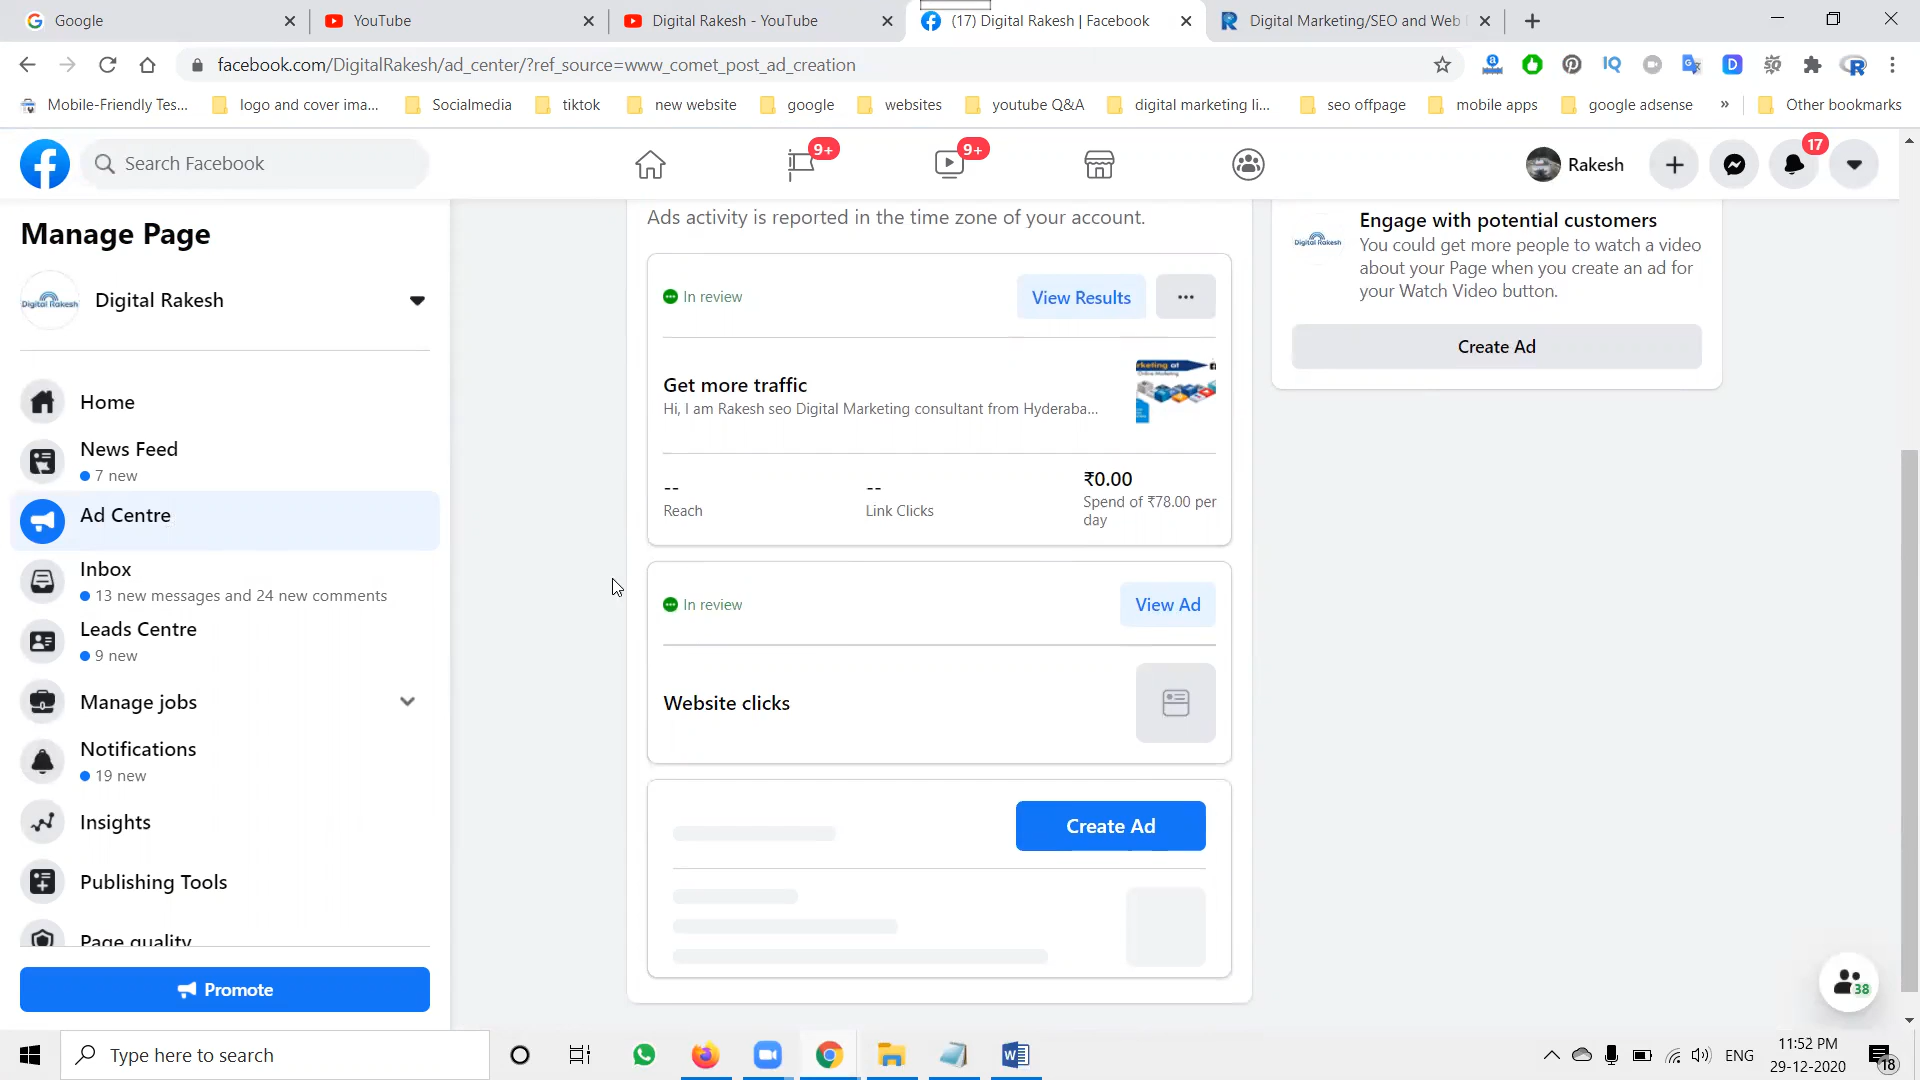 Google
YouTube
Digital Rakesh - YouTube
(17) Digital Rakesh | Facebook
Digital Marketing/SEO and Web
facebook.com/DigitalRakesh/ad_center/?ref_source=www_comet_post_ad_creation
Mobile-Friendly Tes...
logo and cover ima...
Socialmedia
tiktok
new website
google
websites
youtube Q&A
digital marketing li...
seo offpage
mobile apps
google adsense
»
Other bookmarks
Search Facebook
9+
9+
Rakesh
17
Manage Page
Digital Rakesh
Digital Rakesh
Home
News Feed
7 new
Ad Centre
Inbox
13 new messages and 24 new comments
Leads Centre
9 new
Manage jobs
Notifications
19 new
Insights
Publishing Tools
Page quality
Promote
Ads activity is reported in the time zone of your account.
In review
View Results
...
Get more traffic
Hi, I am Rakesh seo Digital Marketing consultant from Hyderaba...
rketing at
--
Reach
--
Link Clicks
₹0.00
Spend of ₹78.00 per
day
In review
View Ad
Website clicks
Create Ad
Digital Rakesh
Engage with potential customers
You could get more people to watch a video
about your Page when you create an ad for
your Watch Video button.
Create Ad
38
Type here to search
ENG
11:52 PM
29-12-2020
18